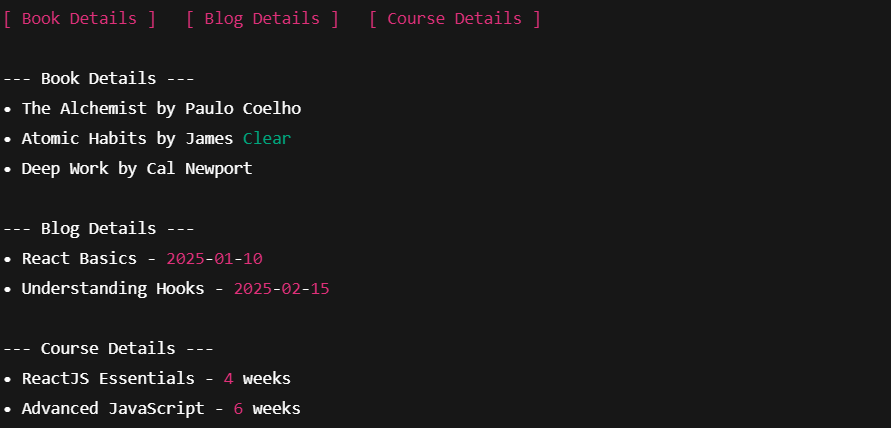 [ Book Details ]   [ Blog Details ]   [ Course Details ]
--- Book Details ---
• The Alchemist by Paulo Coelho
• Atomic Habits by James Clear
• Deep Work by Cal Newport
--- Blog Details ---
• React Basics - 2025-01-10
• Understanding Hooks - 2025-02-15
--- Course Details ---
• ReactJS Essentials - 4 weeks
• Advanced JavaScript - 6 weeks